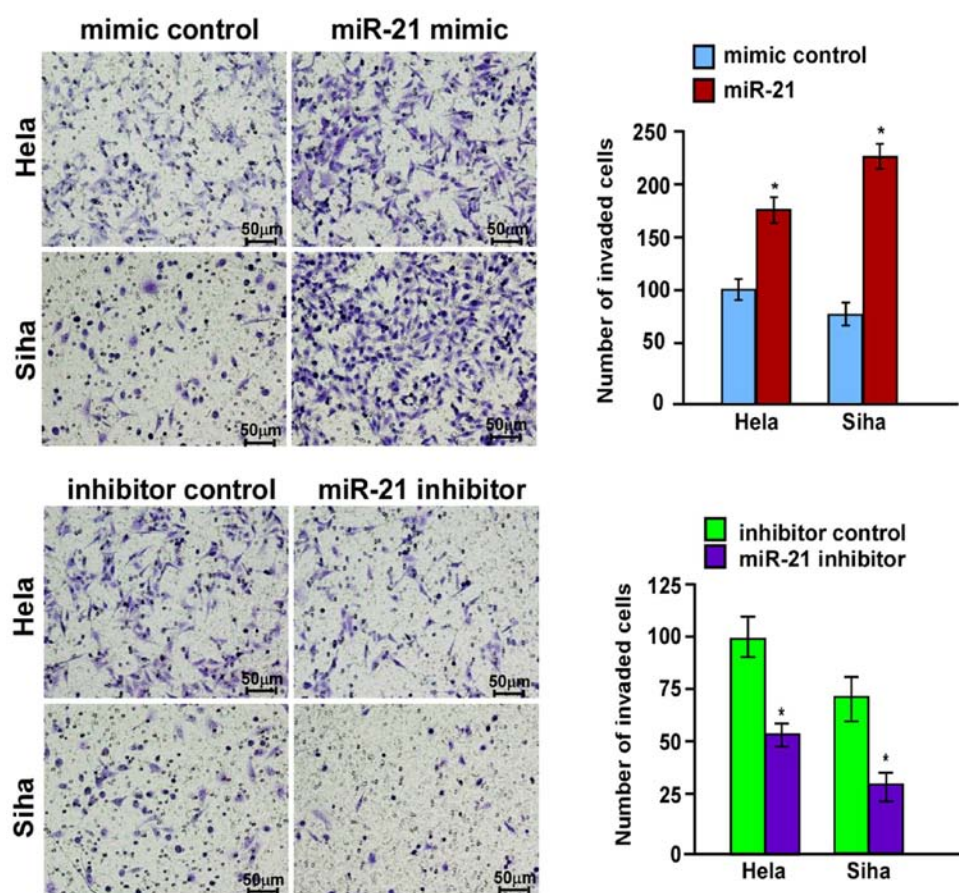 mimic control miR-21 mimic
Hela
50μm 50μm
Siha
50μm 50μm
mimic control
miR-21
Number of invaded cells
250
200
150
100
50
0
* *
Hela Siha
inhibitor control miR-21 inhibitor
Hela
50μm 50μm
Siha
50μm 50μm
inhibitor control
miR-21 inhibitor
Number of invaded cells
125
100
75
50
25
0
* *
Hela Siha